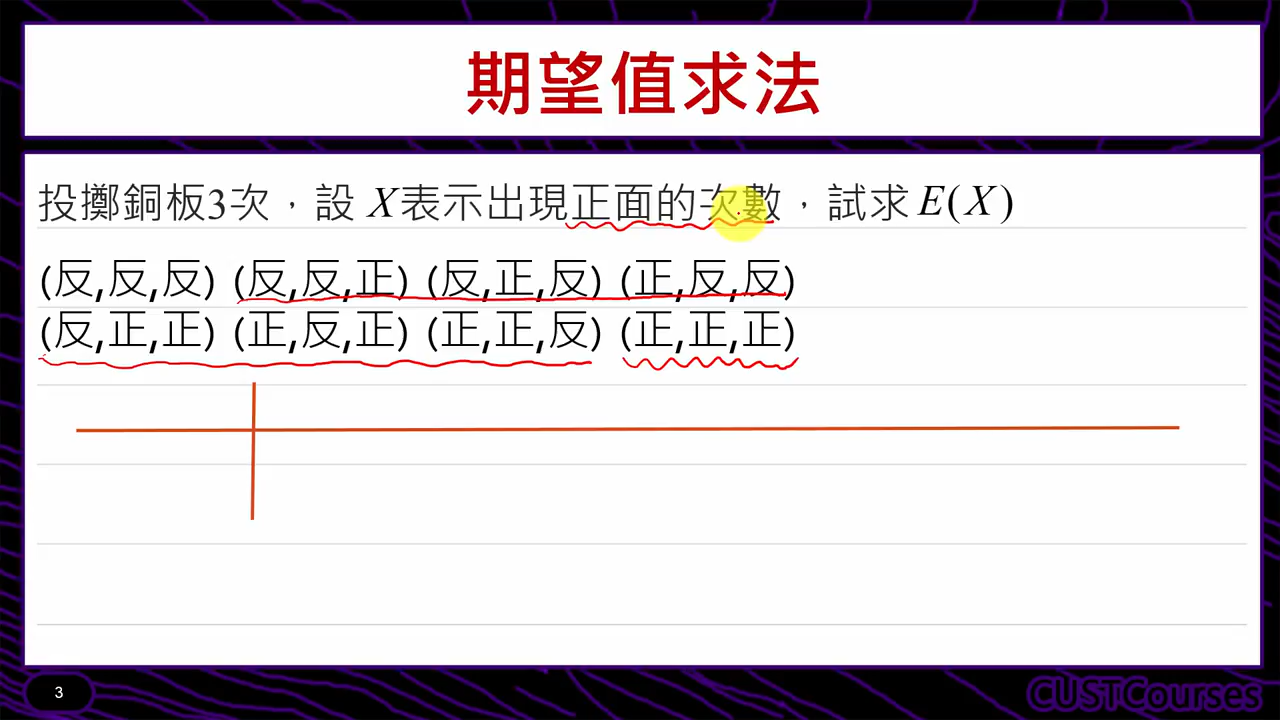 期望值求法
投擲銅板3次，設 X表示出現正面的次數，試求E(X)
(反,反,反) (反,反,正) (反,正,反) (正,反,反)
(反,正,正) (正,反,正) (正,正,反) (正,正,正)
3
CUSTCourses